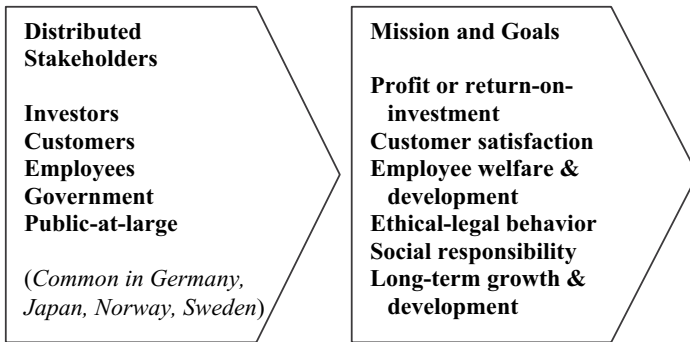 Distributed
Stakeholders
Investors
Customers
Employees
Government
Public-at-large
(Common in Germany,
Japan, Norway, Sweden)
Mission and Goals
Profit or return-on-
investment
Customer satisfaction
Employee welfare &
development
Ethical-legal behavior
Social responsibility
Long-term growth &
development